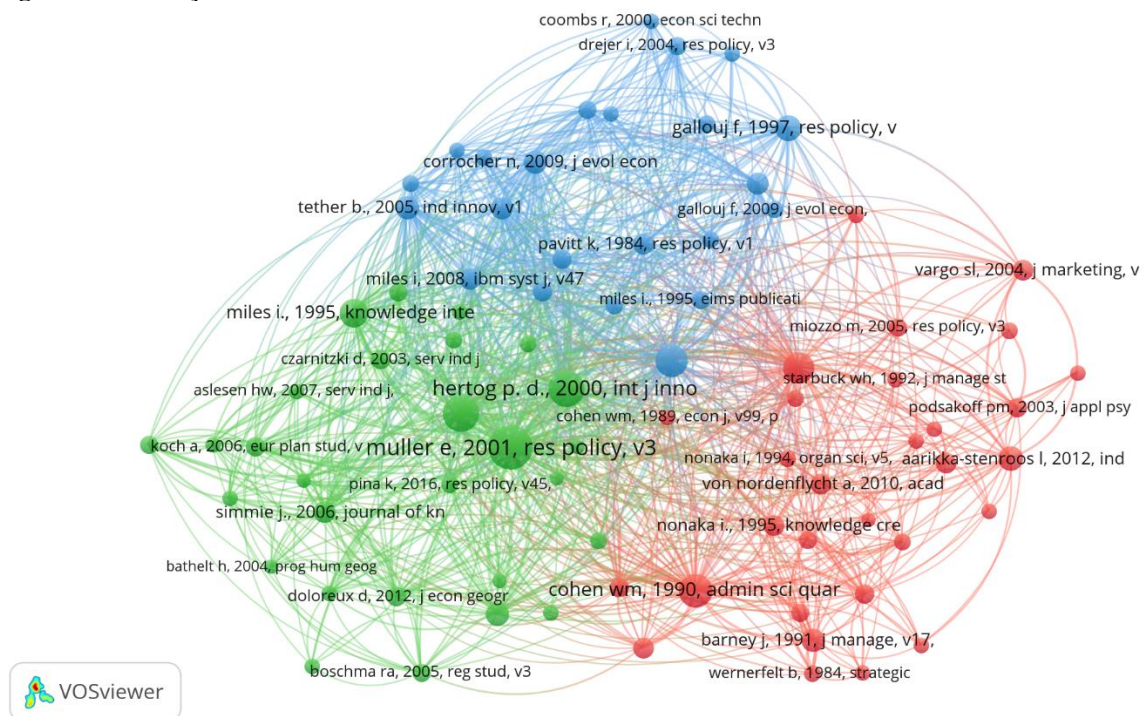 coombs r, 2000, econ sci techn
drejer i, 2004, res policy, v3
gallouj f, 1997, res policy, v
corrocher n, 2009, j evol econ
tether b., 2005, ind innov, v1
gallouj f, 2009, j evol econ,
pavitt k, 1984, res policy, v1
vargo sl, 2004, j marketing, v
miles i, 2008, ibm syst j, v47
miles i., 1995, eims publicati
miles i., 1995, knowledge inte
miozzo m, 2005, res policy, v3
czarnitzki d, 2003, serv ind j
starbuck wh, 1992, j manage st
aslesen hw, 2007, serv ind j,
hertog p. d., 2000, int j inno
podsakoff pm, 2003, j appl psy
cohen wm, 1989, econ j, v99, p
koch a, 2006, eur plan stud, v
muller e, 2001, res policy, v3
nonaka i, 1994, organ sci, v5,
aarikka-stenroos l, 2012, ind
pina k, 2016, res policy, v45,
von nordenflycht a, 2010, acad
simmie j., 2006, journal of kn
nonaka i., 1995, knowledge cre
bathelt h, 2004, prog hum geog
cohen wm, 1990, admin sci quar
doloreux d, 2012, j econ geogr
barney j, 1991, j manage, v17,
boschma ra, 2005, reg stud, v3
wernerfelt b, 1984, strategic
VOSviewer